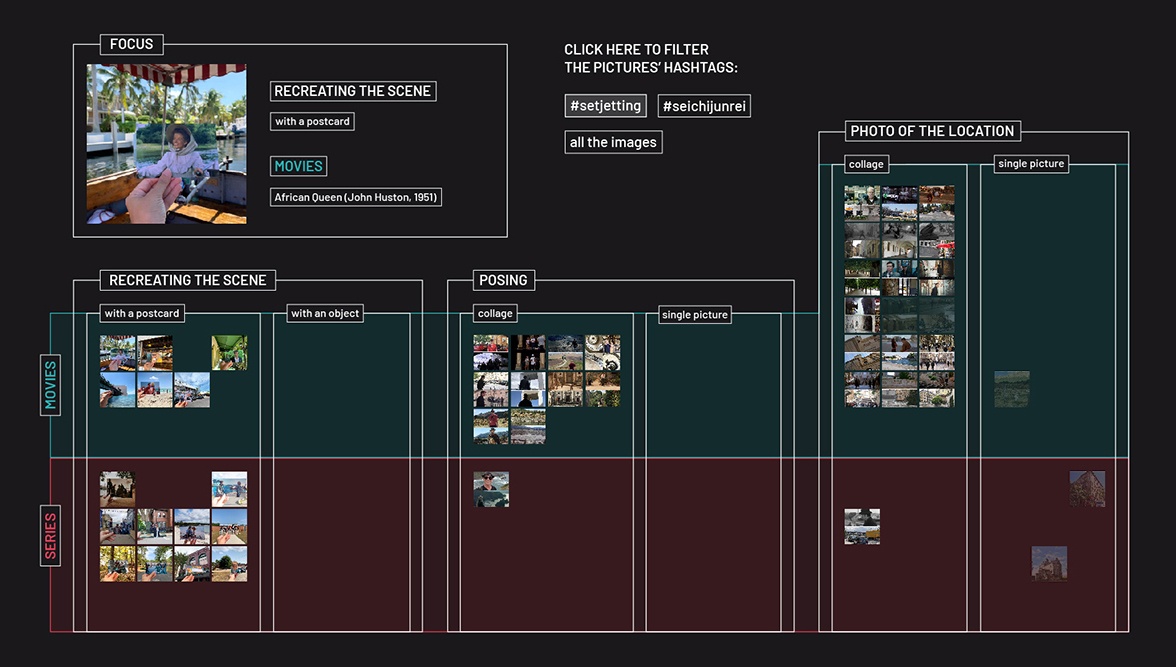 FOCUS
RECREATING THE SCENE
with a postcard
MOVIES
African Queen (John Huston, 1951)
CLICK HERE TO FILTER
THE PICTURES’ HASHTAGS:
#setjetting
#seichijunrei
all the images
PHOTO OF THE LOCATION
collage
single picture
RECREATING THE SCENE
with a postcard
with an object
POSING
collage
single picture
MOVIES
SERIES